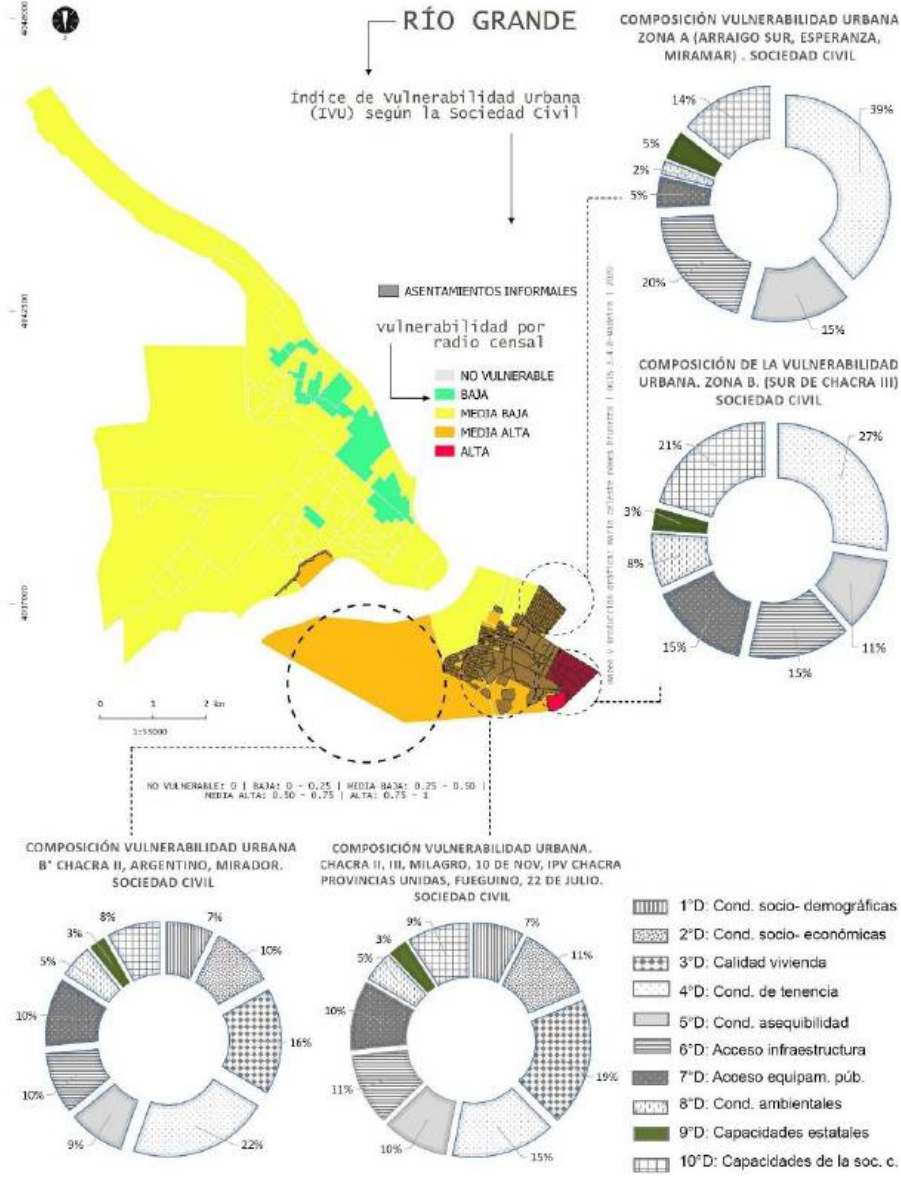 RÍO GRANDE
Índice de Vulnerabilidad Urbana
(IVU) según la Sociedad Civil
COMPOSICIÓN VULNERABILIDAD URBANA
ZONA A (ARRAIGO SUR, ESPERANZA,
MIRAMAR) . SOCIEDAD CIVIL
14%
39%
5%
2%
5%
20%
15%
ASENTAMIENTOS INFORMALES
vulnerabilidad por
radio censal
NO VULNERABLE
BAJA
MEDIA BAJA
MEDIA ALTA
ALTA
COMPOSICIÓN DE LA VULNERABILIDAD
URBANA. ZONA B. (SUR DE CHACRA III)
SOCIEDAD CIVIL
21%
27%
3%
8%
15%
15%
11%
0 1 2 km
NO VULNERABLE: 0 | BAJA: 0 - 0.25 | MEDIA BAJA: 0.25 - 0.50 |
MEDIA ALTA: 0.50 - 0.75 | ALTA: 0.75 - 1
COMPOSICIÓN VULNERABILIDAD URBANA
B° CHACRA II, ARGENTINO, MIRADOR.
SOCIEDAD CIVIL
8%
7%
3%
5%
10%
10%
16%
10%
9%
22%
COMPOSICIÓN VULNERABILIDAD URBANA.
CHACRA II, III, MILAGRO, 10 DE NOV, IPV CHACRA
PROVINCIAS UNIDAS, FUEGUINO, 22 DE JULIO.
SOCIEDAD CIVIL
9%
7%
3%
11%
5%
10%
19%
11%
10%
15%
1°D: Cond. socio- demográficas
2°D: Cond. socio- económicas
3°D: Calidad vivienda
4°D: Cond. de tenencia
5°D: Cond. asequibilidad
6°D: Acceso infraestructura
7°D: Acceso equipam. púb.
8°D: Cond. ambientales
9°D: Capacidades estatales
10°D: Capacidades de la soc. c.